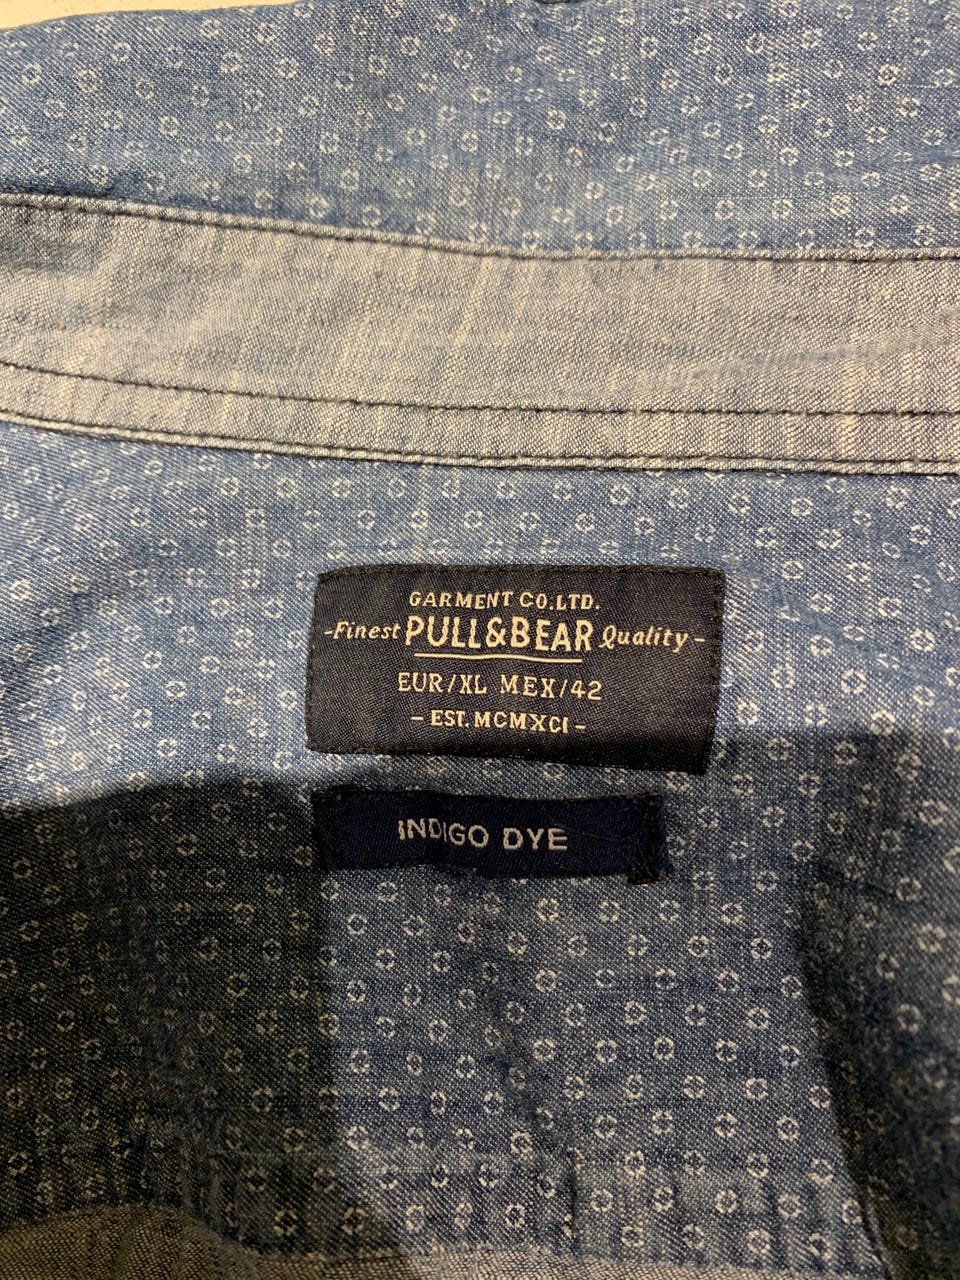 GARMENT CO.LTD.
-Finest PULL&BEAR Quality-
EUR/XL MEX/42
- EST. MCMXCI -
INDIGO DYE